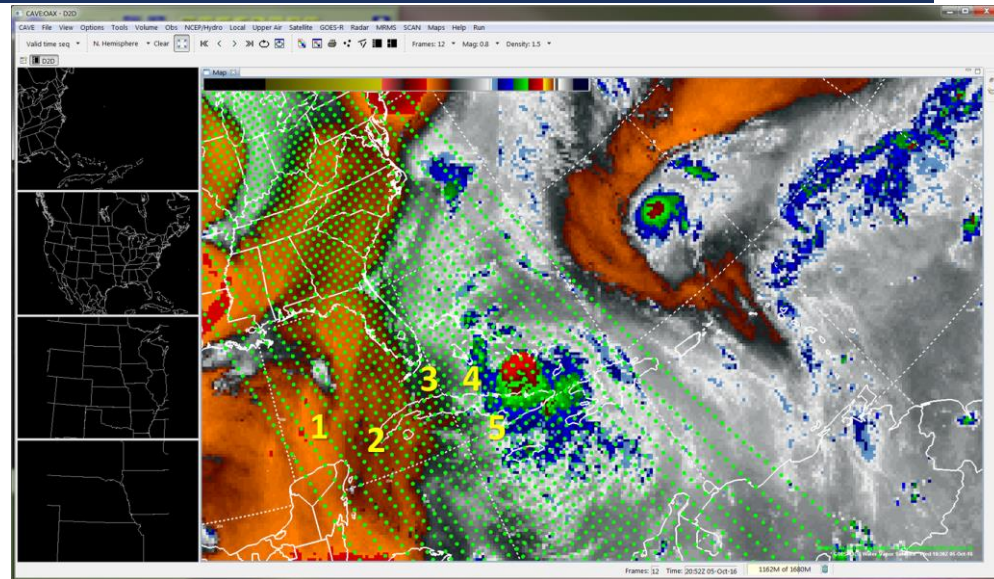 CAVE:OAX - D2D
CAVE File View Options Tools Volume Obs NCEP/Hydro Local Upper Air Satellite GOES-R Radar MRMS SCAN Maps Help Run
Valid time seq N. Hemisphere Clear Frames: 12 Mag: 0.8 Density: 1.5
D2D
Map
3 4
1 2 5
Frames: 12 Time: 20:52Z 05-Oct-16 1162M of 1680M